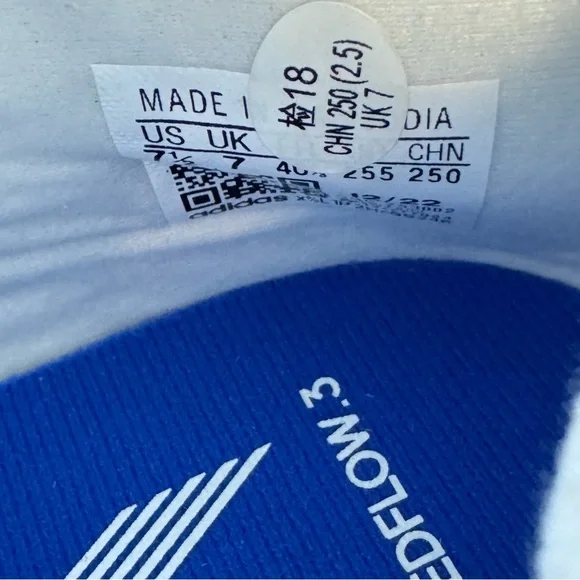 检18
CHN 250 (2.5)
UK 7
MADE I DIA
US UK CHN
7½ 7 40⅔ 255 250
12/22
adidas
EDFLOW.3